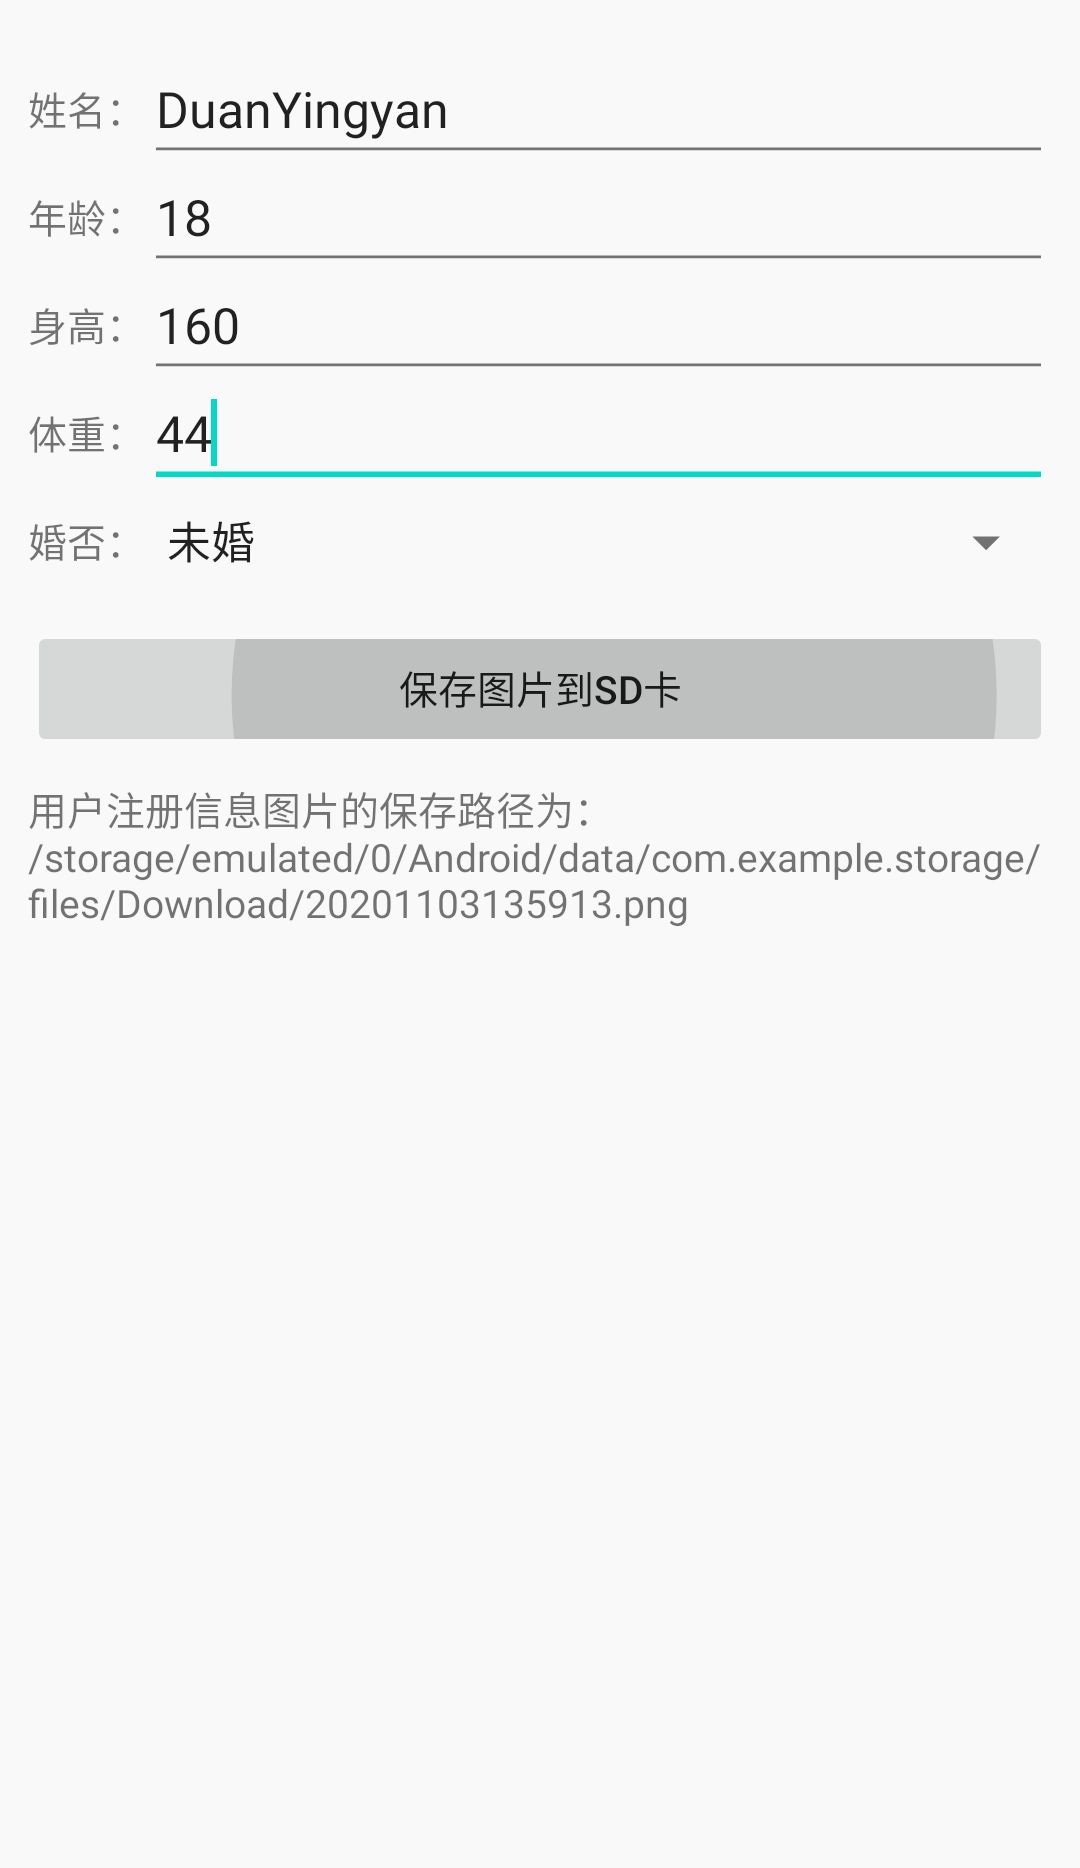 姓名： DuanYingyan
年龄： 18
身高： 160
体重： 44
婚否： 未婚
保存图片到SD卡
用户注册信息图片的保存路径为：
/storage/emulated/0/Android/data/com.example.storage/
files/Download/20201103135913.png